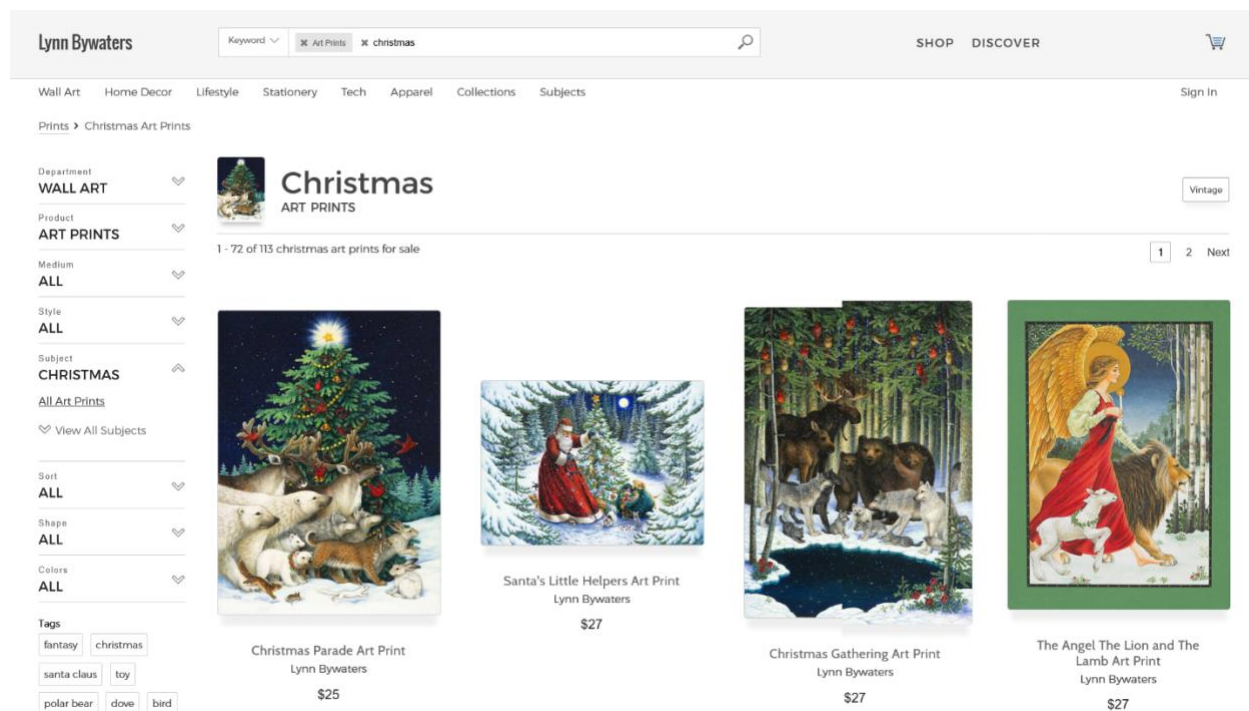 Lynn Bywaters
Keyword
Art Prints
christmas
SHOP DISCOVER
Wall Art Home Decor Lifestyle Stationery Tech Apparel Collections Subjects
Sign In
Prints > Christmas Art Prints
Department
WALL ART
Product
ART PRINTS
Medium
ALL
Style
ALL
Subject
CHRISTMAS
All Art Prints
View All Subjects
Sort
ALL
Shape
ALL
Colors
ALL
Tags
fantasy christmas
santa claus toy
polar bear dove bird
Christmas
ART PRINTS
Vintage
1 - 72 of 113 christmas art prints for sale
1 2 Next
Christmas Parade Art Print
Lynn Bywaters
$25
Santa's Little Helpers Art Print
Lynn Bywaters
$27
Christmas Gathering Art Print
Lynn Bywaters
$27
The Angel The Lion and The
Lamb Art Print
Lynn Bywaters
$27